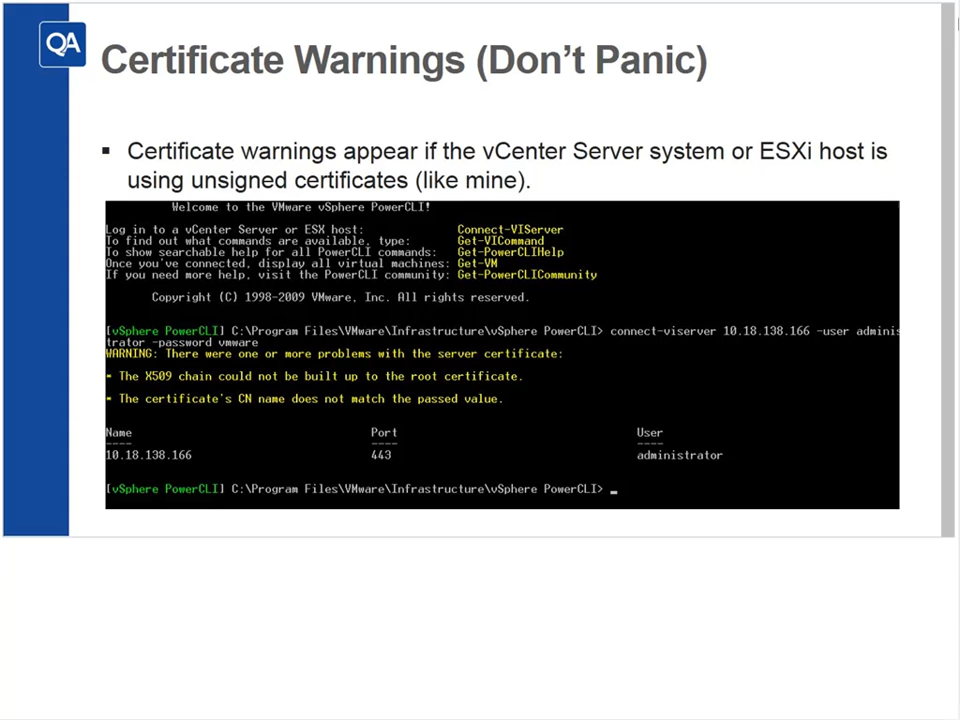 QA
Certificate Warnings (Don't Panic)
▪ Certificate warnings appear if the vCenter Server system or ESXi host is
using unsigned certificates (like mine).
Welcome to the VMware vSphere PowerCLI!
Log in to a vCenter Server or ESX host: Connect-VIServer
To find out what commands are available, type: Get-VICommand
To show searchable help for all PowerCLI commands: Get-PowerCLIHelp
Once you've connected, display all virtual machines: Get-VM
If you need more help, visit the PowerCLI community: Get-PowerCLICommunity
Copyright (C) 1998-2009 VMware, Inc. All rights reserved.
[vSphere PowerCLI] C:\Program Files\VMware\Infrastructure\vSphere PowerCLI> connect-viserver 10.18.138.166 -user adminis
trator -password vmware
WARNING: There were one or more problems with the server certificate:
* The X509 chain could not be built up to the root certificate.
* The certificate's CN name does not match the passed value.
Name Port User
---- ---- ----
10.18.138.166 443 administrator
[vSphere PowerCLI] C:\Program Files\VMware\Infrastructure\vSphere PowerCLI> _